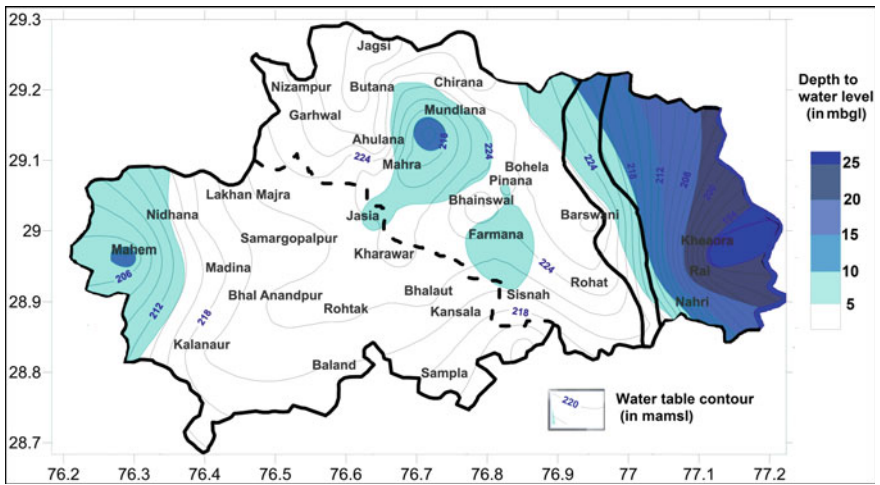 29.3
29.2
29.1
29
28.9
28.8
28.7
76.2 76.3 76.4 76.5 76.6 76.7 76.8 76.9 77 77.1 77.2
Jagsi
Nizampur Butana Chirana
Garhwal Mundlana
Ahulana 218
224 Mahra 224 Bohela 224 218 212 206 200
Pinana
Lakhan Majra Bhainswal
Nidhana Jasia Barswani
Samargopalpur Farmana Kheanra
Mahem Kharawar
206 Madina 224 Rai
Bhal Anandpur Bhalaut Rohat
212 Rohtak Sisnah Nahri
218 Kansala 218
Kalanaur
Baland Sampla
Depth to
water level
(in mbgl)
25
20
15
10
5
220 Water table contour
(in mamsl)